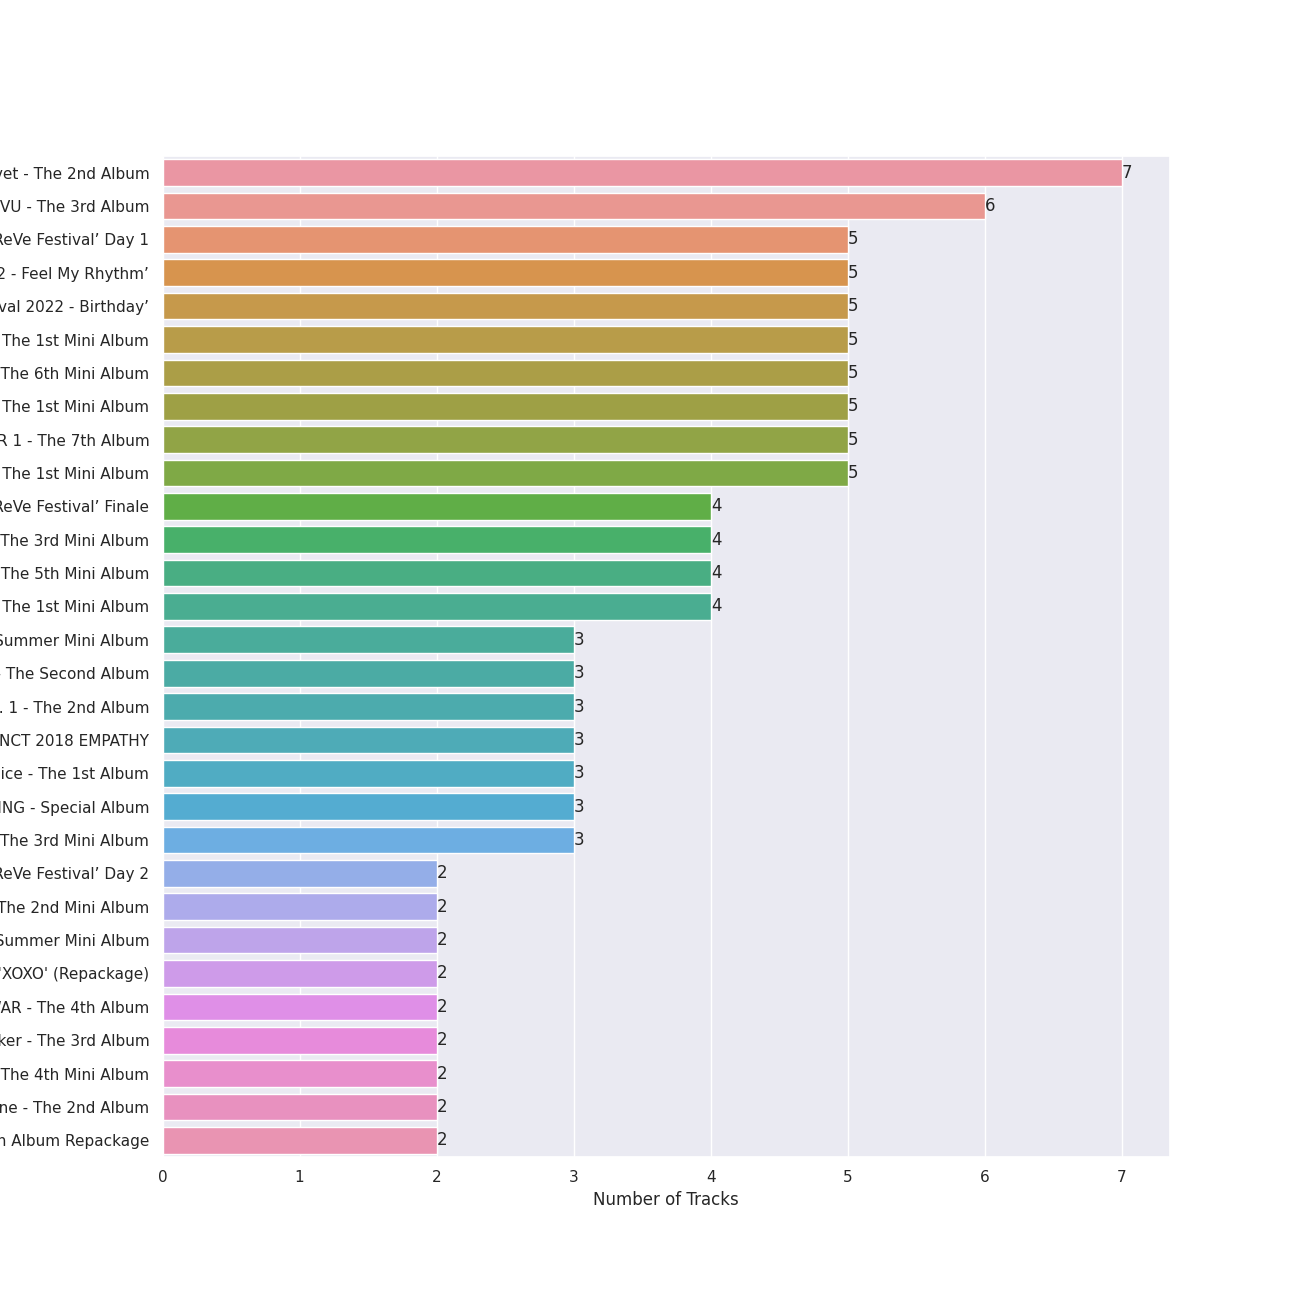 vet - The 2nd Album 7
VU - The 3rd Album 6
ReVe Festival’ Day 1 5
2 - Feel My Rhythm’ 5
val 2022 - Birthday’ 5
The 1st Mini Album 5
The 6th Mini Album 5
The 1st Mini Album 5
R 1 - The 7th Album 5
The 1st Mini Album 5
ReVe Festival’ Finale 4
The 3rd Mini Album 4
The 5th Mini Album 4
The 1st Mini Album 4
Summer Mini Album 3
- The Second Album 3
. 1 - The 2nd Album 3
NCT 2018 EMPATHY 3
ice - The 1st Album 3
ING - Special Album 3
The 3rd Mini Album 3
ReVe Festival’ Day 2 2
The 2nd Mini Album 2
Summer Mini Album 2
'XOXO' (Repackage) 2
AR - The 4th Album 2
ker - The 3rd Album 2
The 4th Mini Album 2
ne - The 2nd Album 2
h Album Repackage 2
0 1 2 3 4 5 6 7
Number of Tracks